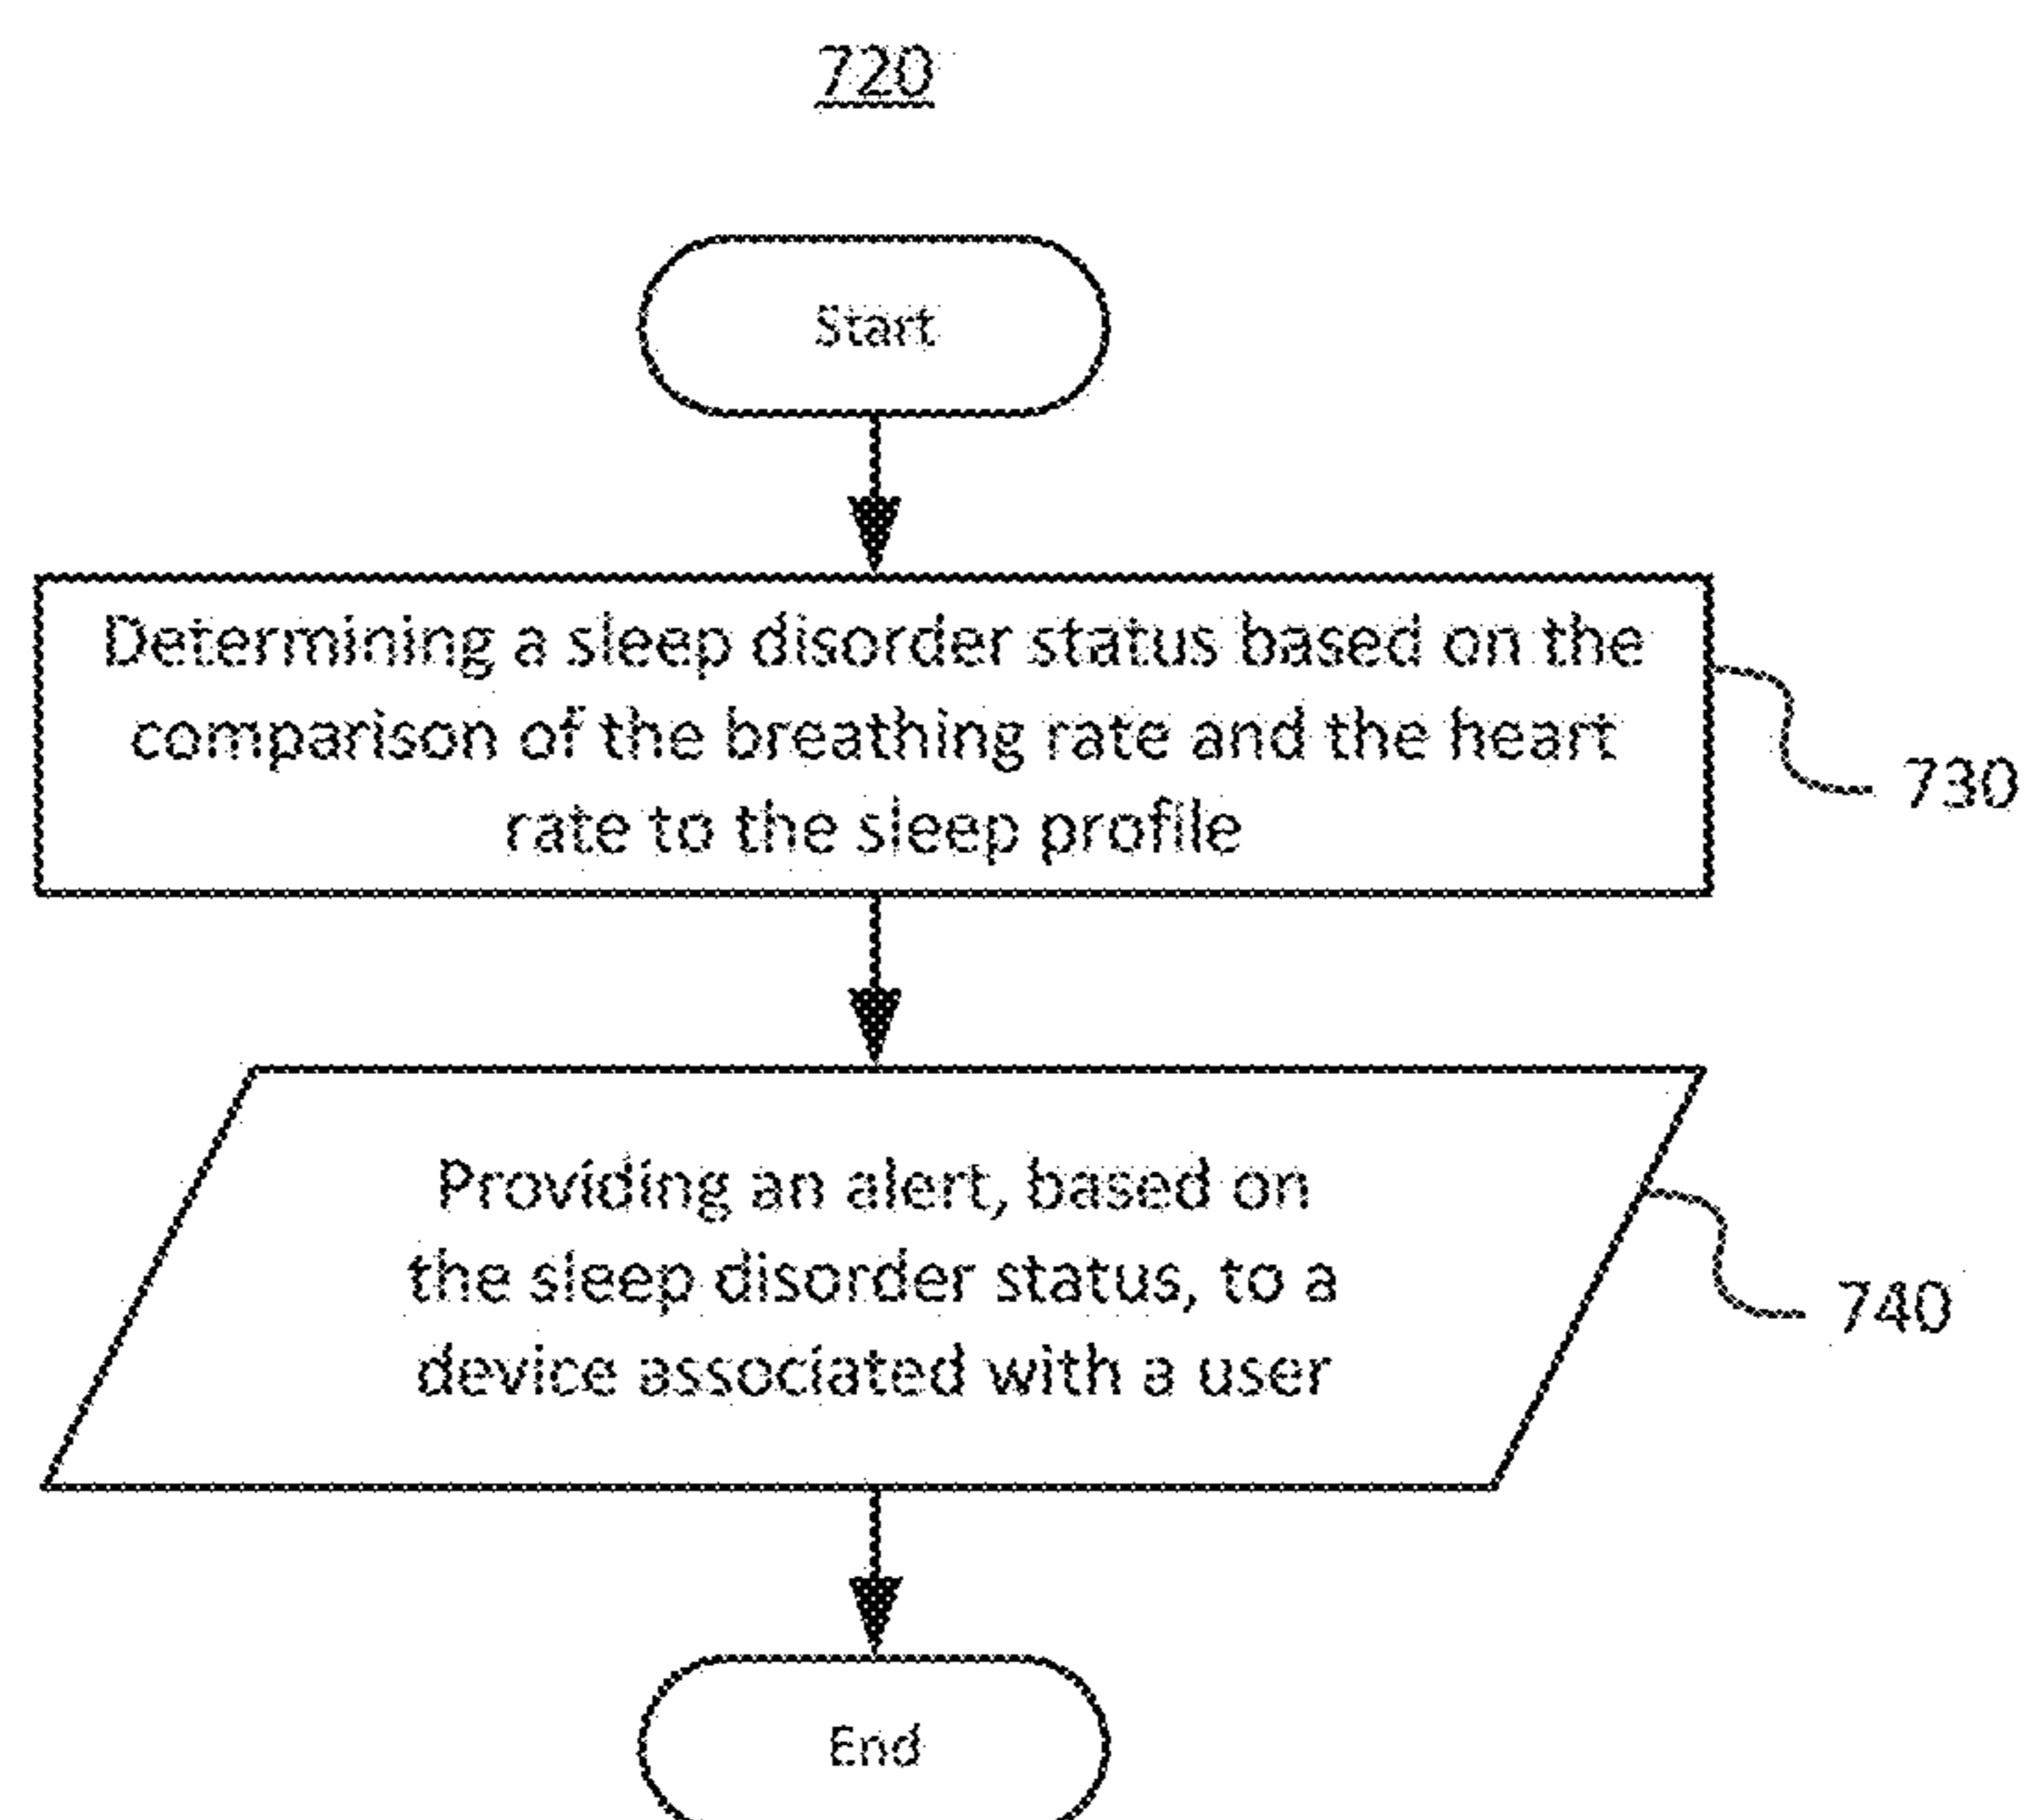 720
Start
Determining a sleep disorder status based on the
comparison of the breathing rate and the heart
rate to the sleep profile
730
Providing an alert, based on
the sleep disorder status, to a
device associated with a user
740
End